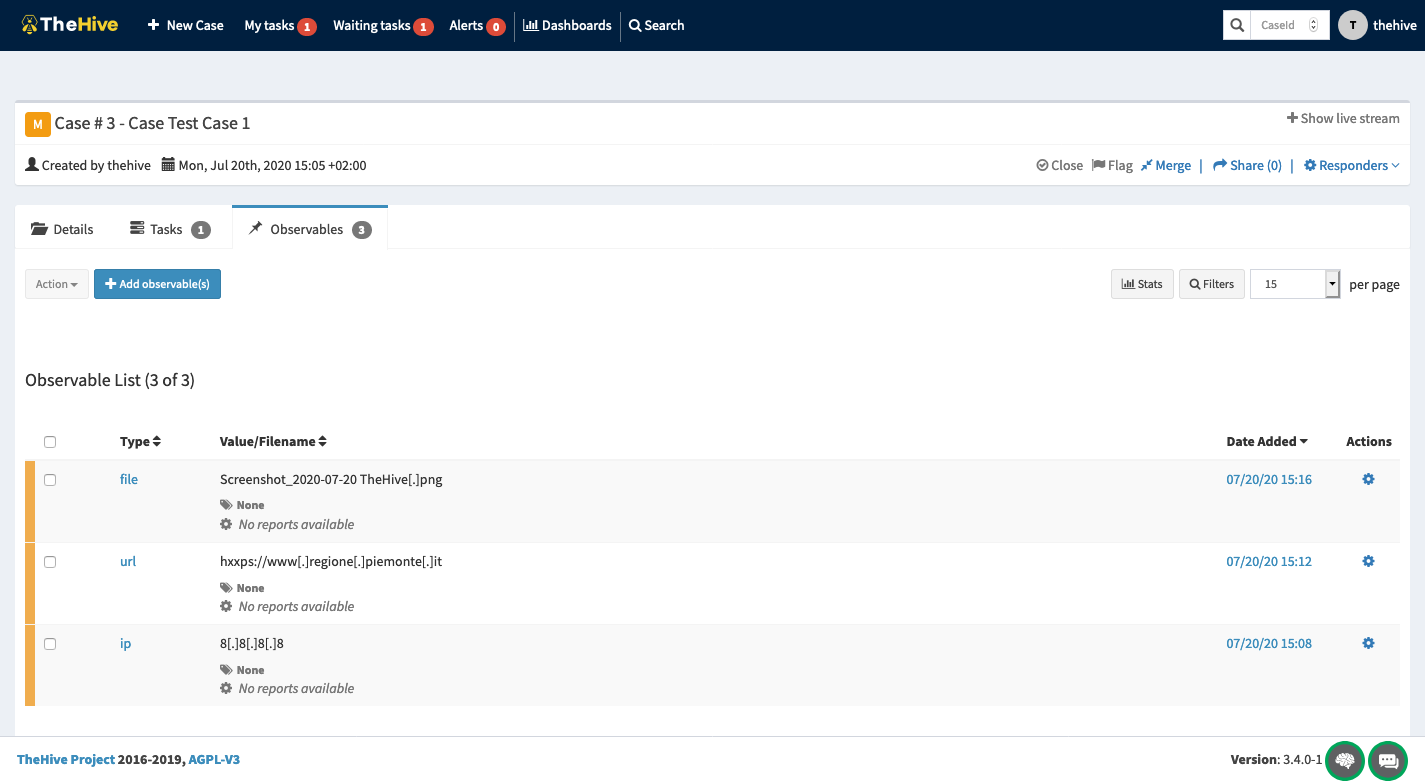 TheHive New Case My tasks 1 Waiting tasks 1 Alerts 0 Dashboards Search CaseId T thehive
M Case # 3 - Case Test Case 1 Show live stream
Created by thehive Mon, Jul 20th, 2020 15:05 +02:00 Close Flag Merge | Share (0) | Responders
Details Tasks 1 Observables 3
Action Add observable(s) Stats Filters 15 per page
Observable List (3 of 3)
Type Value/Filename Date Added Actions
file Screenshot_2020-07-20 TheHive[.]png 07/20/20 15:16
None
No reports available
url hxxps://www[.]regione[.]piemonte[.]it 07/20/20 15:12
None
No reports available
ip 8[.]8[.]8[.]8 07/20/20 15:08
None
No reports available
TheHive Project 2016-2019, AGPL-V3 Version: 3.4.0-1